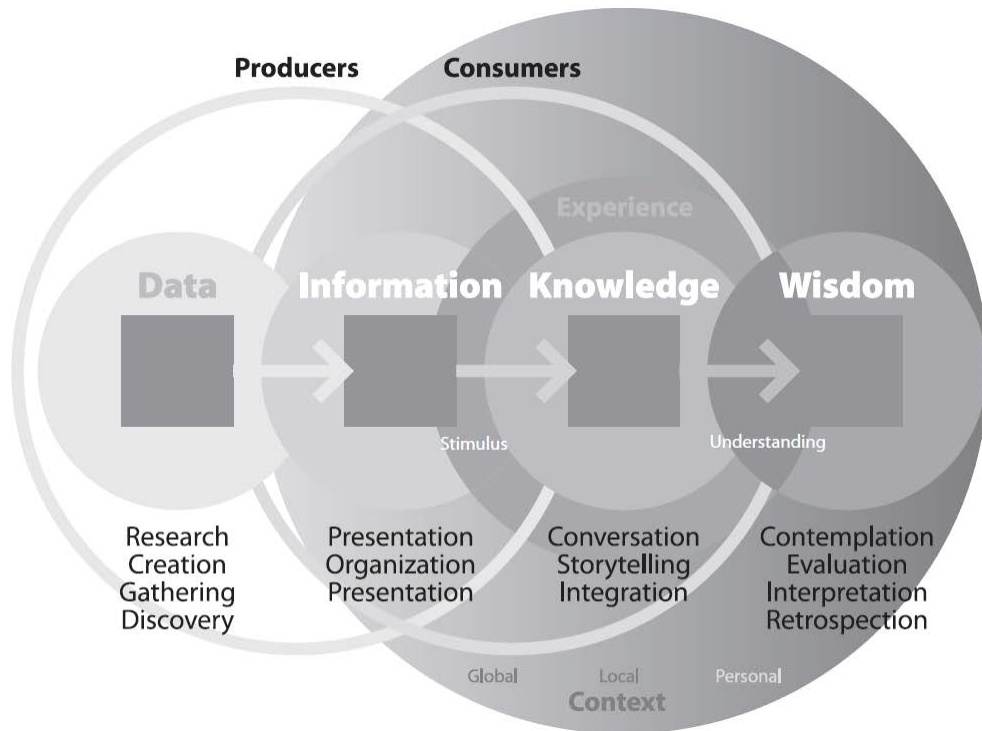 Producers
Consumers
Experience
Data
Information
Knowledge
Wisdom
Stimulus
Understanding
Research
Creation
Gathering
Discovery
Presentation
Organization
Presentation
Conversation
Storytelling
Integration
Contemplation
Evaluation
Interpretation
Retrospection
Global
Local
Personal
Context